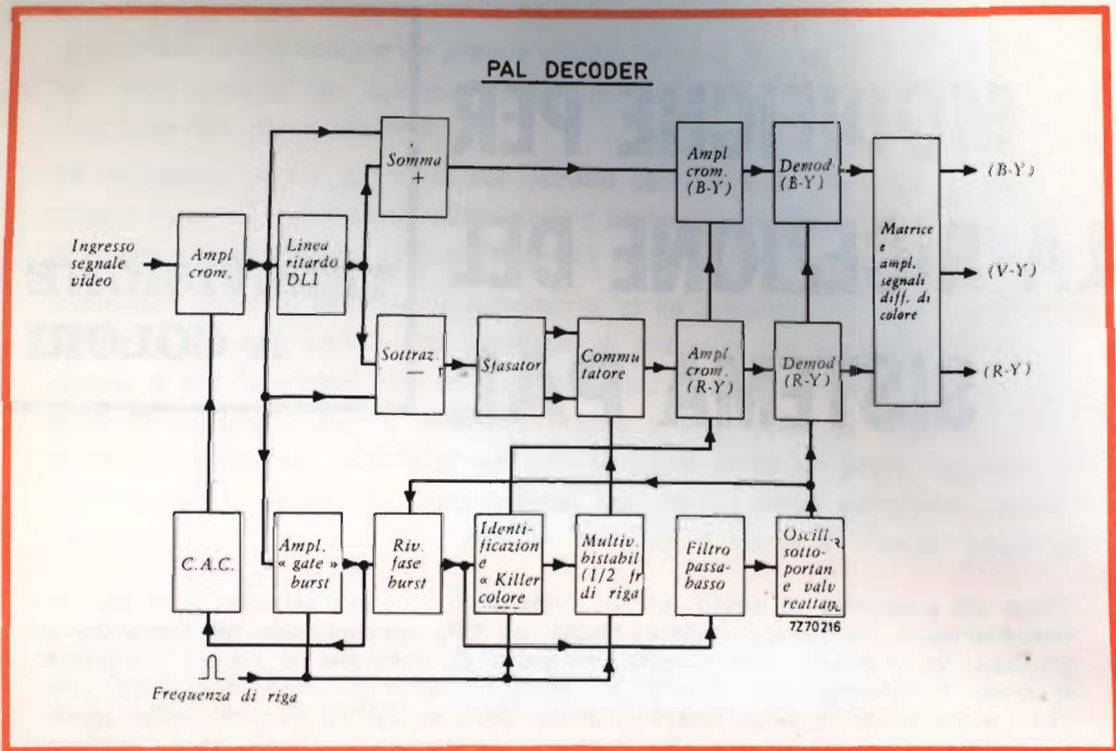 PAL DECODER
Somma
+
Ampl
crom.
(B-Y)
Demod
(B-Y)
(B-Y)
Ingresso
segnale
video
Ampl
crom.
Linea
ritardo
DL1
Matrice
e
ampl.
segnali
diff. di
colore
(V-Y)
Sottraz.
—
Sfasator
Commu
tatore
Ampl.
crom.
(R-Y)
Demod
(R-Y)
(R-Y)
C.A.C.
Ampl.
« gate »
burst
Riv.
fase
burst
Identi-
ficazion
e
« Killer
colore
Multiv.
bistabil
(1/2 fr
di riga
Filtro
passa-
basso
Oscill.
sotto-
portan
e valv
reattan
7Z70216
Frequenza di riga